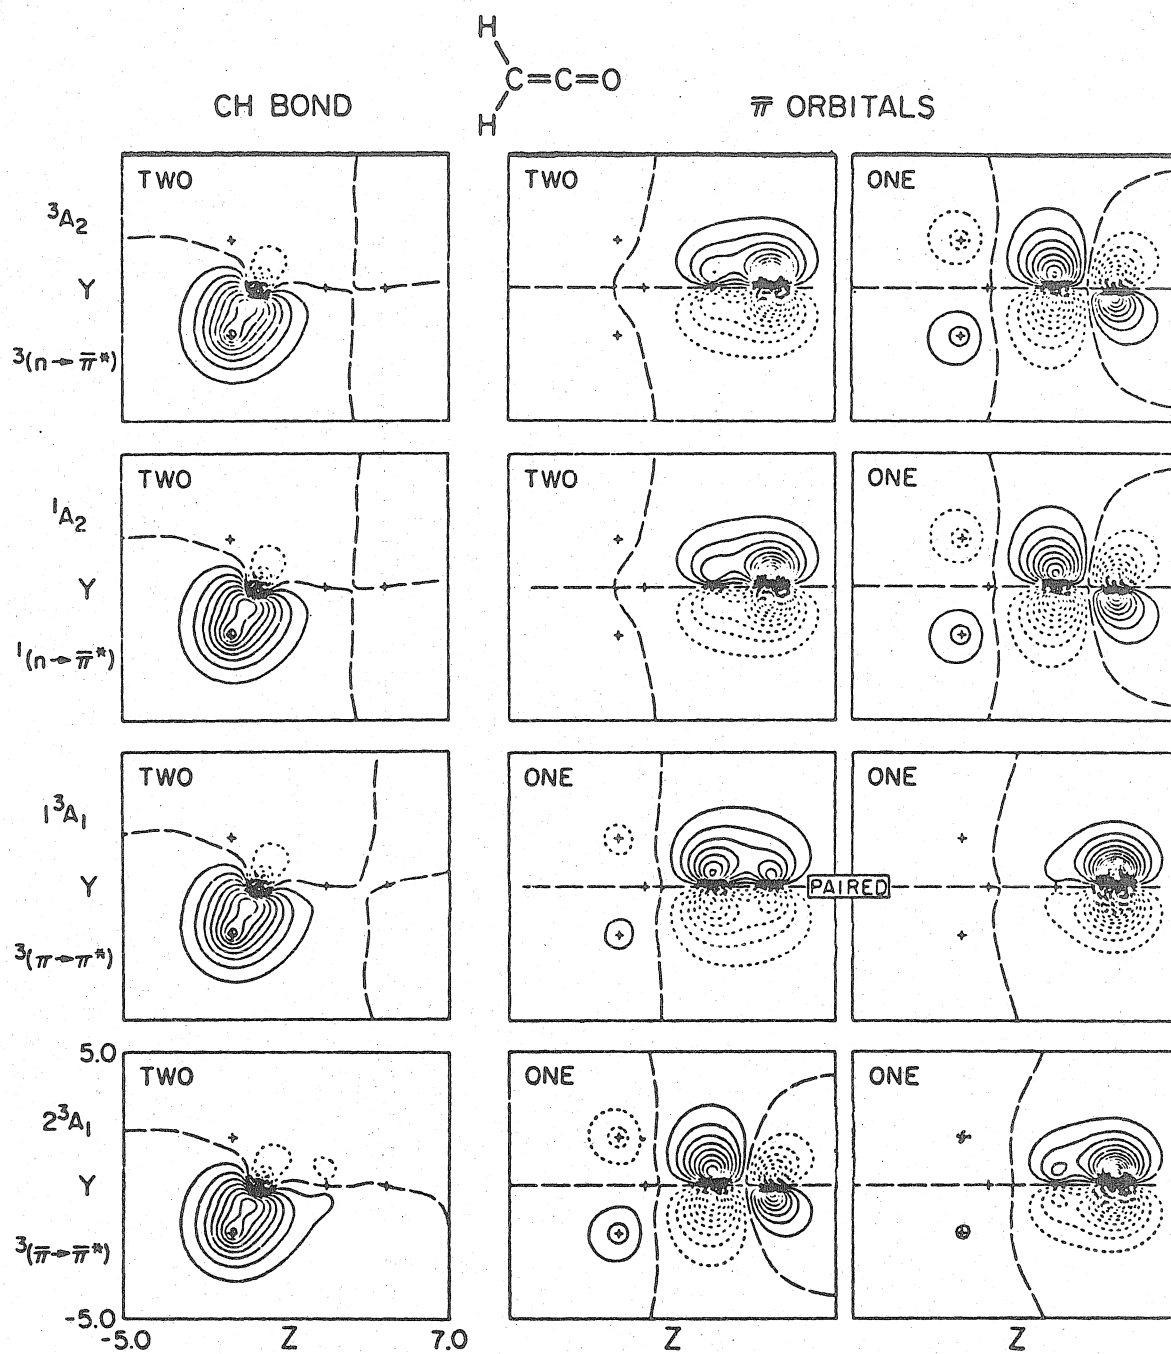 H
C=C=O
H
CH BOND
π̅ ORBITALS
TWO
TWO
ONE
³A₂
Y
³(n→π̅*)
TWO
TWO
ONE
¹A₂
Y
¹(n→π̅*)
TWO
ONE
ONE
1³A₁
Y
PAIRED
³(π→π*)
5.0
TWO
ONE
ONE
2³A₁
Y
³(π̅→π̅*)
-5.0
-5.0 Z 7.0
Z
Z